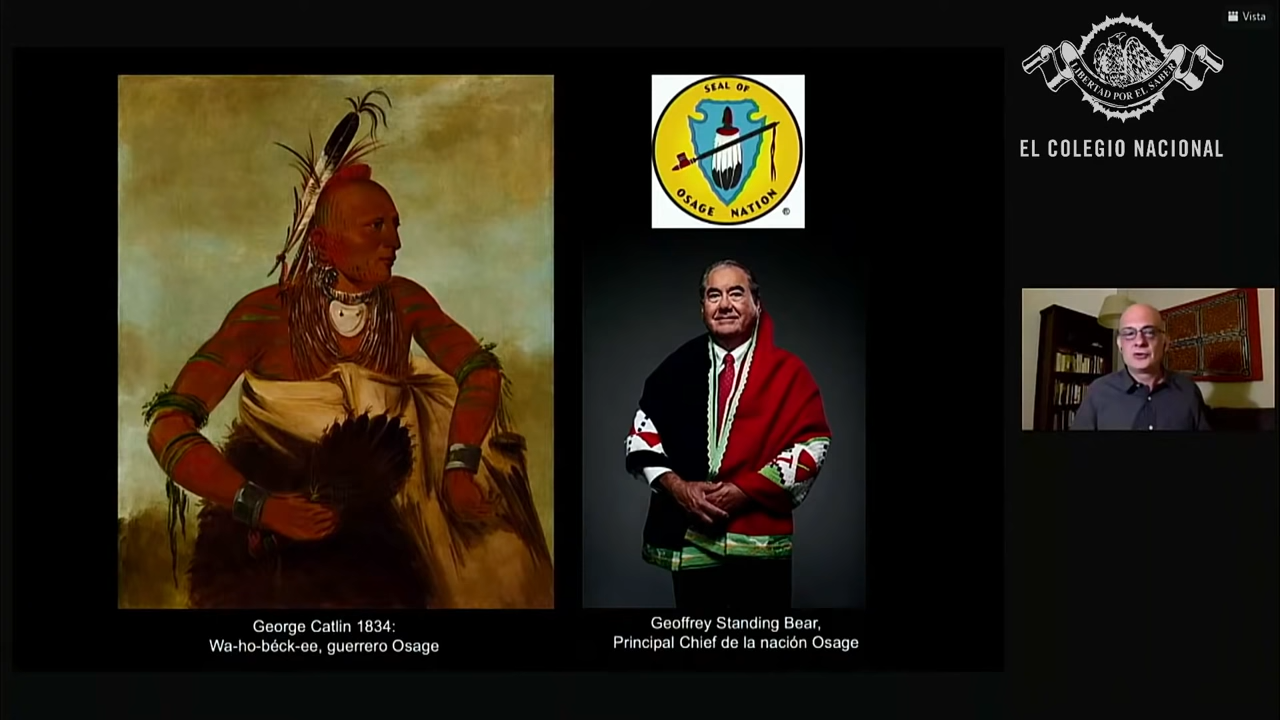 Vista
LIBERTAD POR EL SABER
EL COLEGIO NACIONAL
SEAL OF
OSAGE NATION
®
George Catlin 1834:
Wa-ho-béck-ee, guerrero Osage
Geoffrey Standing Bear,
Principal Chief de la nación Osage